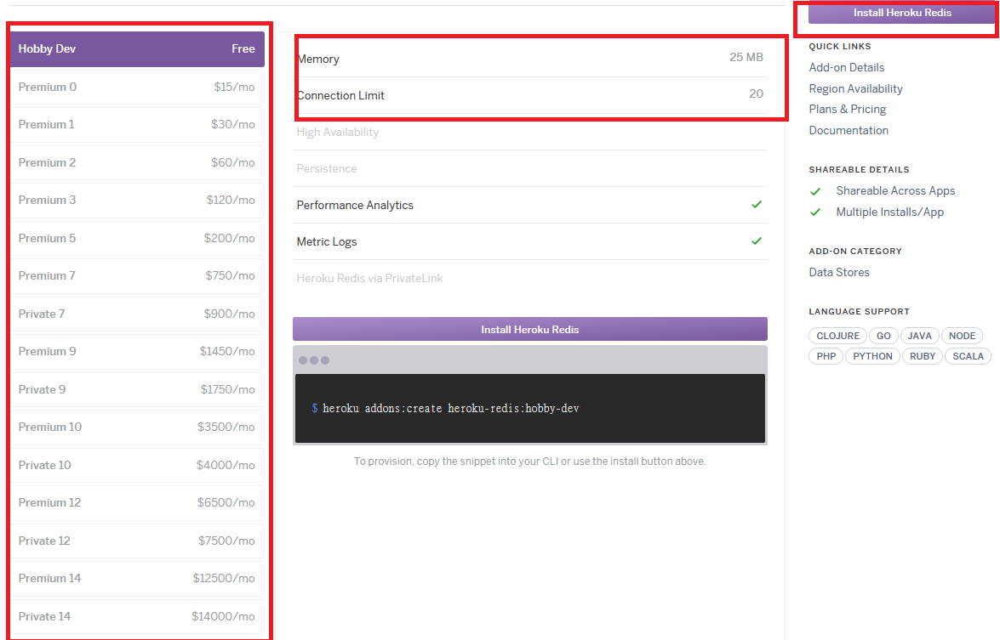 Hobby Dev Free
Premium 0 $15/mo
Premium 1 $30/mo
Premium 2 $60/mo
Premium 3 $120/mo
Premium 5 $200/mo
Premium 7 $750/mo
Private 7 $900/mo
Premium 9 $1450/mo
Private 9 $1750/mo
Premium 10 $3500/mo
Private 10 $4000/mo
Premium 12 $6500/mo
Private 12 $7500/mo
Premium 14 $12500/mo
Private 14 $14000/mo
Memory 25 MB
Connection Limit 20
High Availability
Persistence
Performance Analytics
Metric Logs
Heroku Redis via PrivateLink
Install Heroku Redis
$ heroku addons:create heroku-redis:hobby-dev
To provision, copy the snippet into your CLI or use the install button above.
Install Heroku Redis
QUICK LINKS
Add-on Details
Region Availability
Plans & Pricing
Documentation
SHAREABLE DETAILS
Shareable Across Apps
Multiple Installs/App
ADD-ON CATEGORY
Data Stores
LANGUAGE SUPPORT
CLOJURE GO JAVA NODE
PHP PYTHON RUBY SCALA